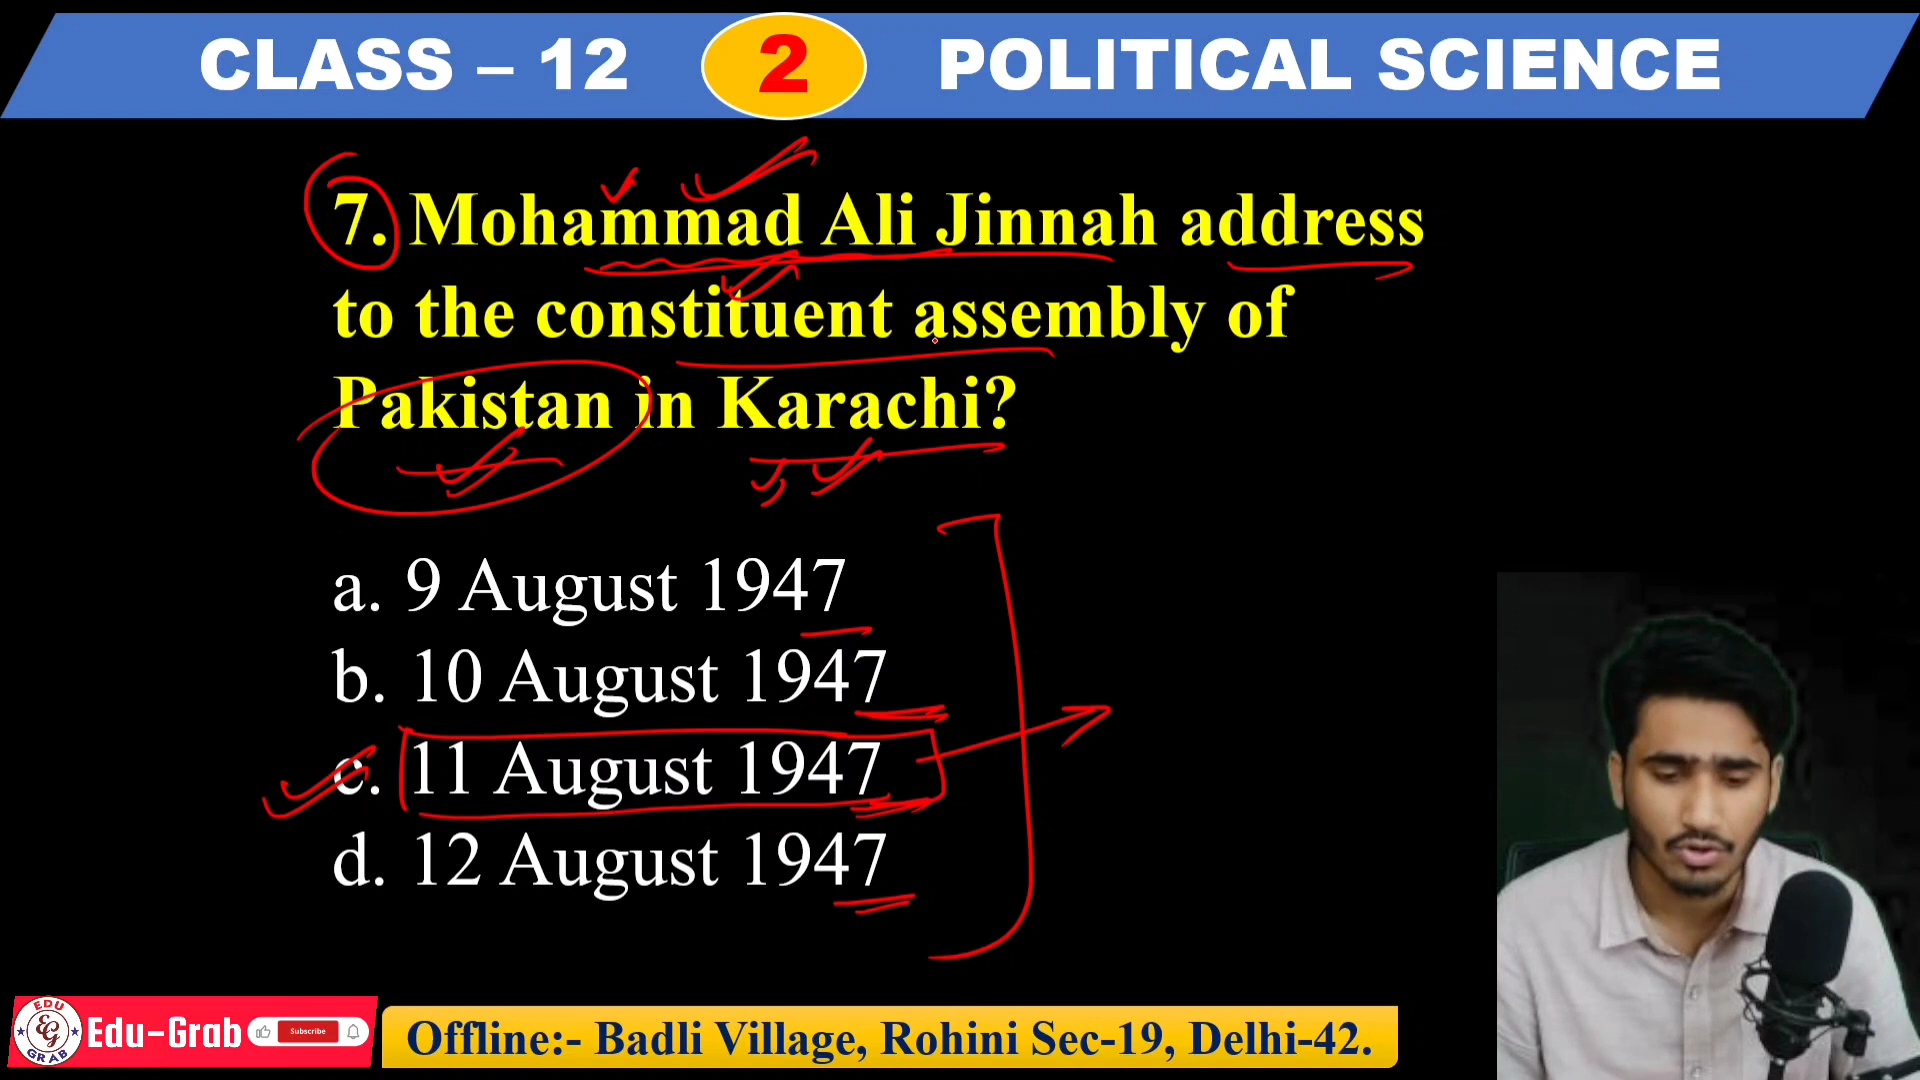 CLASS – 12 2 POLITICAL SCIENCE
7. Mohammad Ali Jinnah address
to the constituent assembly of
Pakistan in Karachi?
a. 9 August 1947
b. 10 August 1947
c. 11 August 1947
d. 12 August 1947
EDU
EG
GRAB
Edu-Grab
Subscribe
Offline:- Badli Village, Rohini Sec-19, Delhi-42.